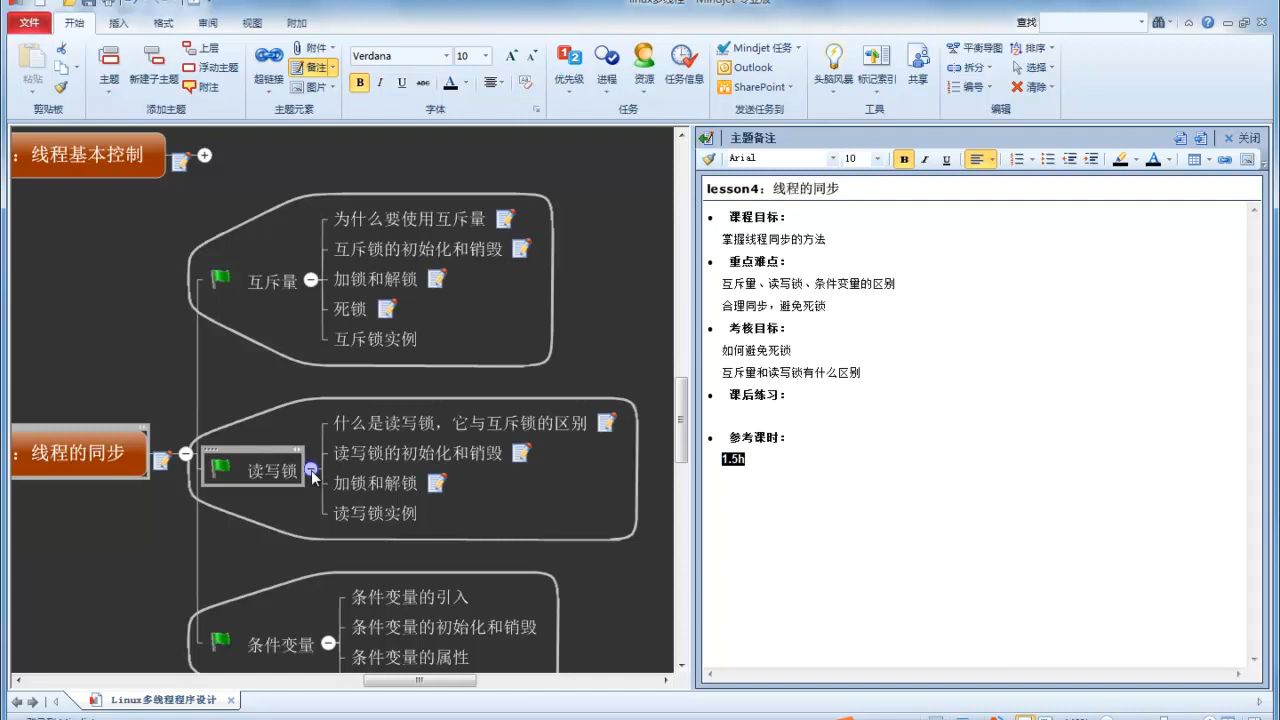 文件 开始 插入 格式 审阅 视图 附加 查找
粘贴
剪贴板
主题 新建子主题
上层
浮动主题
附注
添加主题
超链接
附件
备注
图片
主题元素
Verdana 10
B I U abc A
字体
优先级 进程 资源 任务信息
任务
Mindjet 任务
Outlook
SharePoint
发送任务到
头脑风暴 标记索引 共享
工具
平衡导图 排序
拆分 选择
编号 清除
编辑
：线程基本控制
互斥量
为什么要使用互斥量
互斥锁的初始化和销毁
加锁和解锁
死锁
互斥锁实例
：线程的同步
读写锁
什么是读写锁，它与互斥锁的区别
读写锁的初始化和销毁
加锁和解锁
读写锁实例
条件变量
条件变量的引入
条件变量的初始化和销毁
条件变量的属性
主题备注 关闭
Arial 10 B I U A
lesson4：线程的同步
• 课程目标：
掌握线程同步的方法
• 重点难点：
互斥量、读写锁、条件变量的区别
合理同步，避免死锁
• 考核目标：
如何避免死锁
互斥量和读写锁有什么区别
• 课后练习：
• 参考课时：
1.5h
Linux多线程程序设计